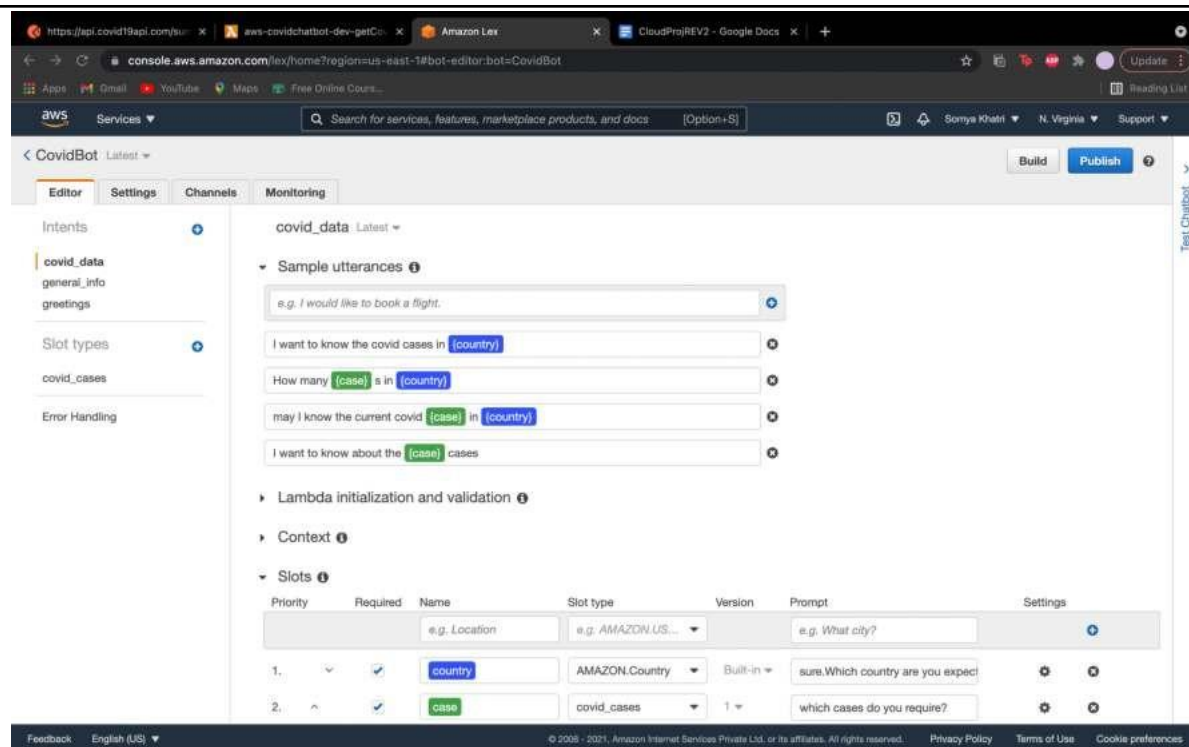 https://api.covid19api.com/sum
aws-covidchatbot-dev-getCo
Amazon Lex
CloudProjREV2 - Google Docs
console.aws.amazon.com/lex/home?region=us-east-1#bot-editor:bot=CovidBot
Update
Apps Gmail YouTube Maps Free Online Cours...
Reading List
aws Services Search for services, features, marketplace products, and docs [Option+S] Somya Khatri N. Virginia Support
CovidBot Latest
Build Publish
Editor Settings Channels Monitoring
Test Chatbot
Intents
covid_data
general_info
greetings
Slot types
covid_cases
Error Handling
covid_data Latest
Sample utterances
e.g. I would like to book a flight.
I want to know the covid cases in {country}
How many {case} s in {country}
may I know the current covid {case} in {country}
I want to know about the {case} cases
Lambda initialization and validation
Context
Slots
Priority Required Name Slot type Version Prompt Settings
e.g. Location e.g. AMAZON.US... e.g. What city?
1. country AMAZON.Country Built-in sure.Which country are you expect
2. case covid_cases 1 which cases do you require?
Feedback English (US) © 2008 - 2021, Amazon Internet Services Private Ltd. or its affiliates. All rights reserved. Privacy Policy Terms of Use Cookie preferences